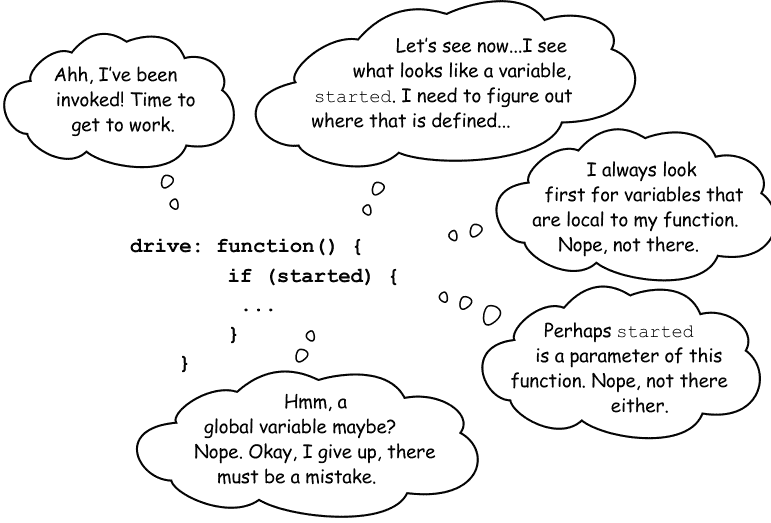 Ahh, I've been
invoked! Time to
get to work.
Let's see now...I see
what looks like a variable,
started. I need to figure out
where that is defined...
I always look
first for variables that
are local to my function.
Nope, not there.
drive: function() {
if (started) {
...
}
}
Perhaps started
is a parameter of this
function. Nope, not there
either.
Hmm, a
global variable maybe?
Nope. Okay, I give up, there
must be a mistake.